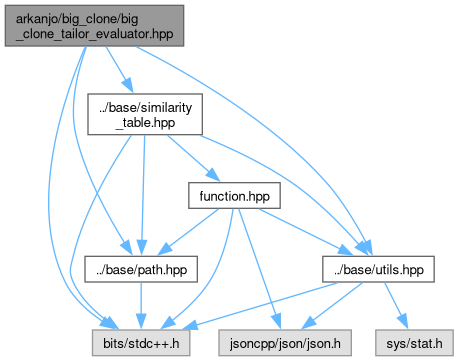 arkanjo/big_clone/big
_clone_tailor_evaluator.hpp
../base/similarity
_table.hpp
function.hpp
../base/path.hpp
../base/utils.hpp
bits/stdc++.h
jsoncpp/json/json.h
sys/stat.h